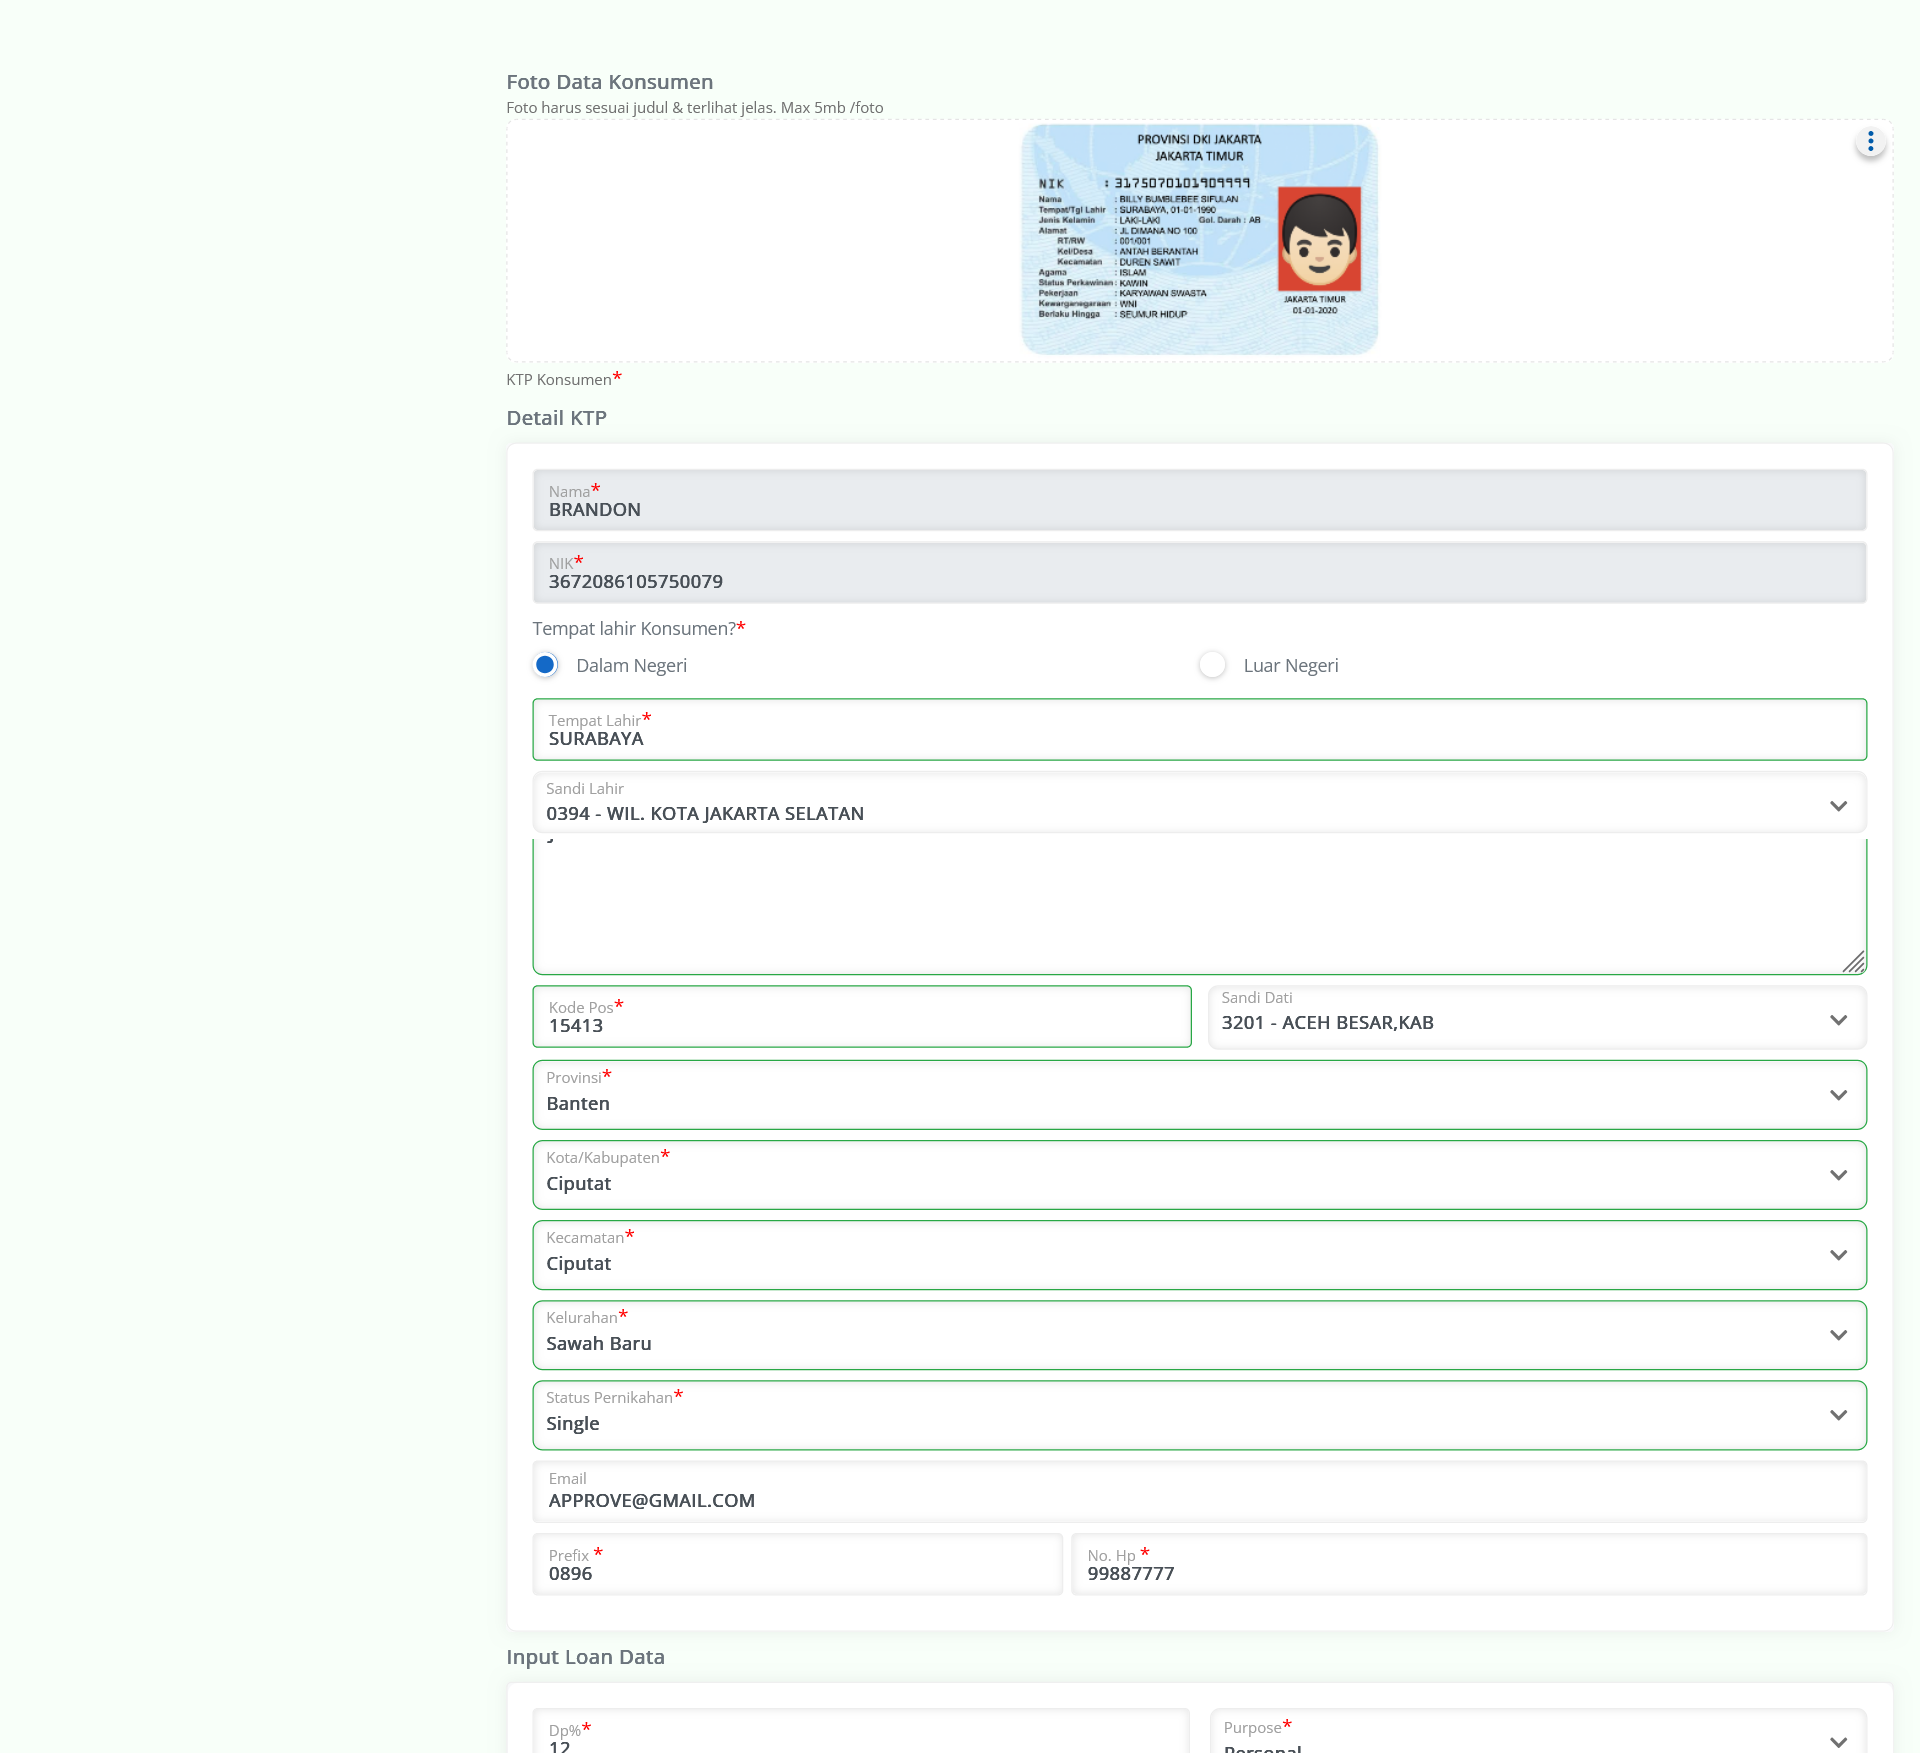 Foto Data Konsumen
Foto harus sesuai judul & terlihat jelas. Max 5mb /foto
PROVINSI DKI JAKARTA
JAKARTA TIMUR
NIK : 3175070101909999
Nama : BILLY BUMBLEBEE SIFULAN
Tempat/Tgl Lahir : SURABAYA, 01-01-1990
Jenis Kelamin : LAKI-LAKI Gol. Darah : AB
Alamat : JL DIMANA NO 100
RT/RW : 001/001
Kel/Desa : ANTAH BERANTAH
Kecamatan : DUREN SAWIT
Agama : ISLAM
Status Perkawinan : KAWIN
Pekerjaan : KARYAWAN SWASTA
Kewarganegaraan : WNI
Berlaku Hingga : SEUMUR HIDUP
JAKARTA TIMUR
01-01-2020
KTP Konsumen*
Detail KTP
Nama*
BRANDON
NIK*
3672086105750079
Tempat lahir Konsumen?*
Dalam Negeri
Luar Negeri
Tempat Lahir*
SURABAYA
Sandi Lahir
0394 - WIL. KOTA JAKARTA SELATAN
Kode Pos*
15413
Sandi Dati
3201 - ACEH BESAR,KAB
Provinsi*
Banten
Kota/Kabupaten*
Ciputat
Kecamatan*
Ciputat
Kelurahan*
Sawah Baru
Status Pernikahan*
Single
Email
APPROVE@GMAIL.COM
Prefix *
0896
No. Hp *
99887777
Input Loan Data
Dp%*
12
Purpose*
Personal